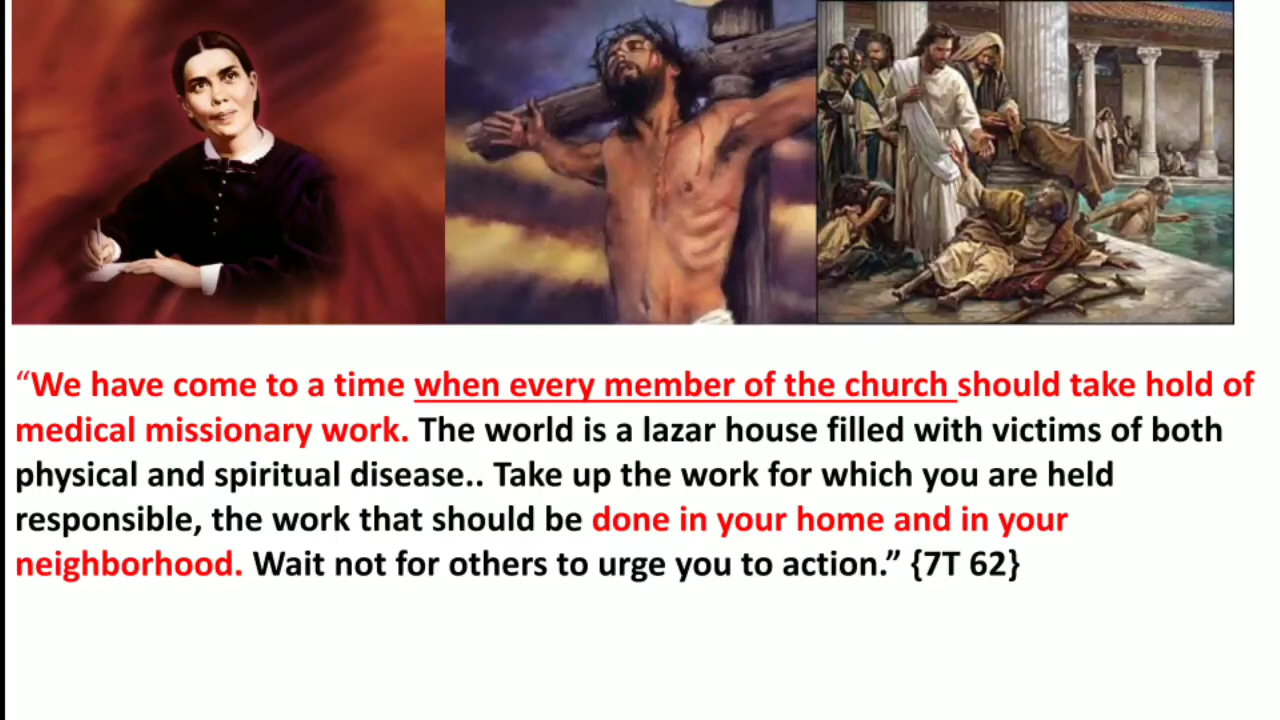 “We have come to a time when every member of the church should take hold of
medical missionary work. The world is a lazar house filled with victims of both
physical and spiritual disease.. Take up the work for which you are held
responsible, the work that should be done in your home and in your
neighborhood. Wait not for others to urge you to action.” {7T 62}